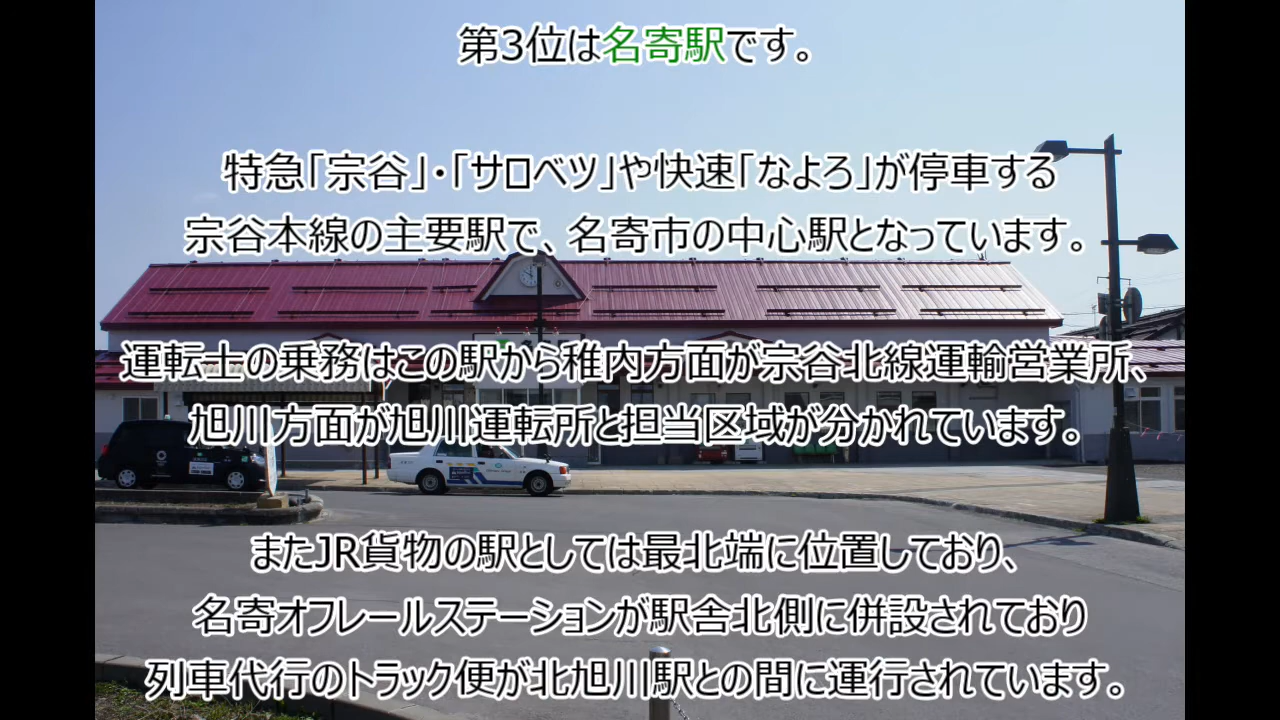 第3位は名寄駅です。
特急「宗谷」・「サロベツ」や快速「なよろ」が停車する
宗谷本線の主要駅で、名寄市の中心駅となっています。
運転士の乗務はこの駅から稚内方面が宗谷北線運輸営業所、
旭川方面が旭川運転所と担当区域が分かれています。
またJR貨物の駅としては最北端に位置しており、
名寄オフレールステーションが駅舎北側に併設されており
列車代行のトラック便が北旭川駅との間に運行されています。